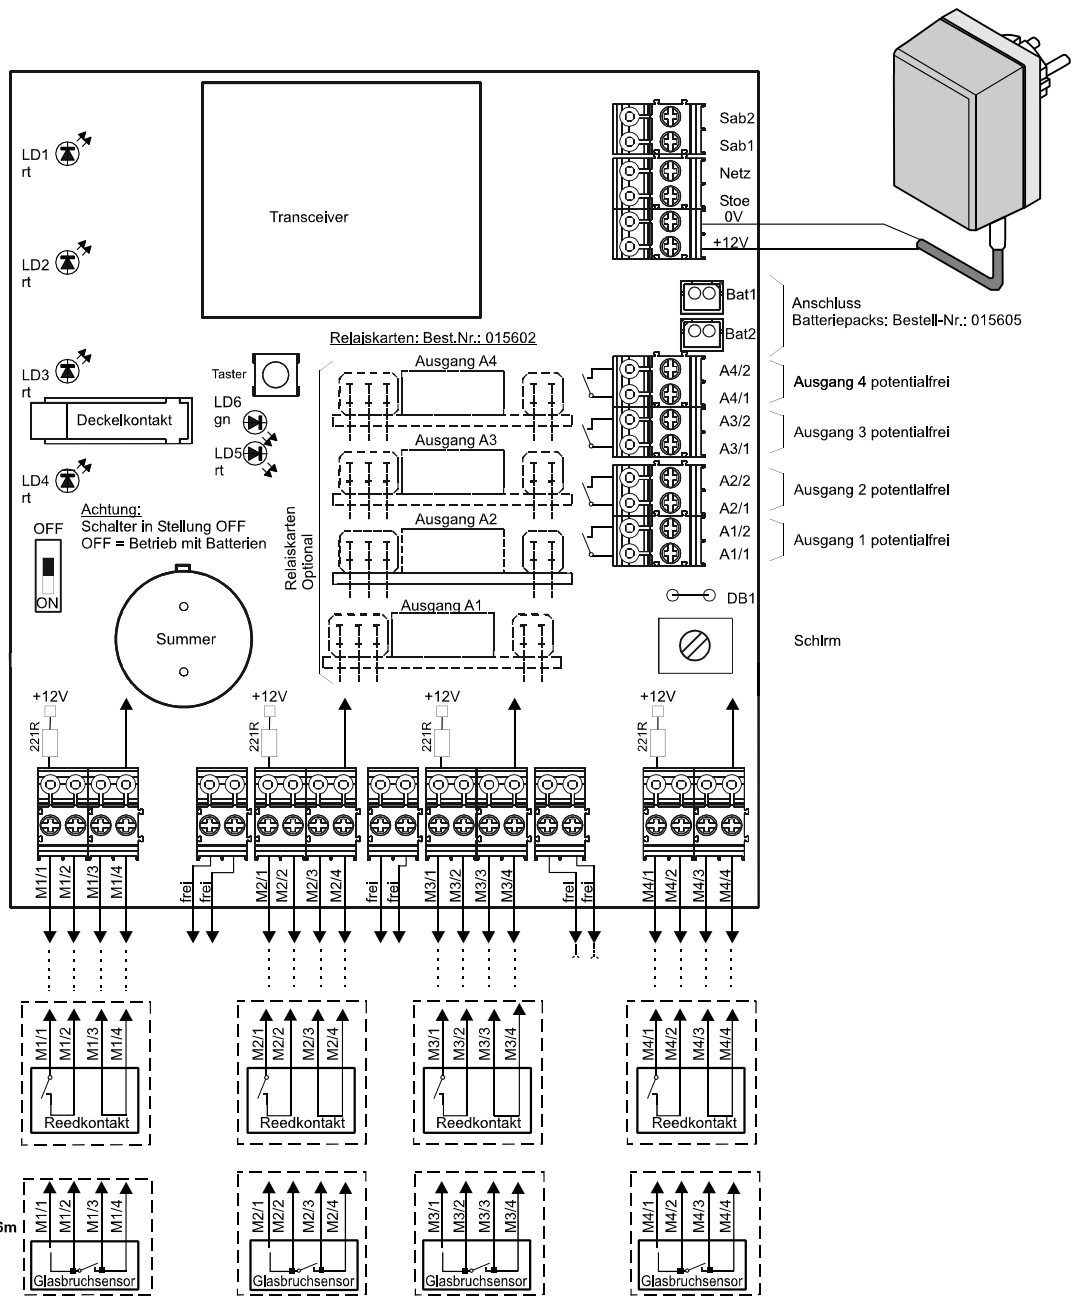 Sab2
Sab1
Netz
Stoe
0V
+12V
LD1
rt
Transceiver
LD2
rt
Bat1
Bat2
Anschluss
Batteriepacks: Bestell-Nr.: 015605
Relaiskarten: Best.Nr.: 015602
LD3
rt
Taster
Ausgang A4
A4/2
A4/1
Ausgang 4 potentialfrei
Deckelkontakt
LD6
gn
LD5
rt
Ausgang A3
A3/2
A3/1
Ausgang 3 potentialfrei
LD4
rt
A2/2
A2/1
Ausgang 2 potentialfrei
Achtung:
Schalter in Stellung OFF
OFF = Betrieb mit Batterien
OFF
ON
Relaiskarten
Optional
Ausgang A2
A1/2
A1/1
Ausgang 1 potentialfrei
Ausgang A1
DB1
Summer
Schirm
+12V
+12V
+12V
+12V
221R
221R
221R
221R
M1/1
M1/2
M1/3
M1/4
frei
frei
M2/1
M2/2
M2/3
M2/4
frei
frei
M3/1
M3/2
M3/3
M3/4
frei
frei
M4/1
M4/2
M4/3
M4/4
M1/1
M1/2
M1/3
M1/4
M2/1
M2/2
M2/3
M2/4
M3/1
M3/2
M3/3
M3/4
M4/1
M4/2
M4/3
M4/4
Reedkontakt
Reedkontakt
Reedkontakt
Reedkontakt
6m
M1/1
M1/2
M1/3
M1/4
M2/1
M2/2
M2/3
M2/4
M3/1
M3/2
M3/3
M3/4
M4/1
M4/2
M4/3
M4/4
Glasbruchsensor
Glasbruchsensor
Glasbruchsensor
Glasbruchsensor